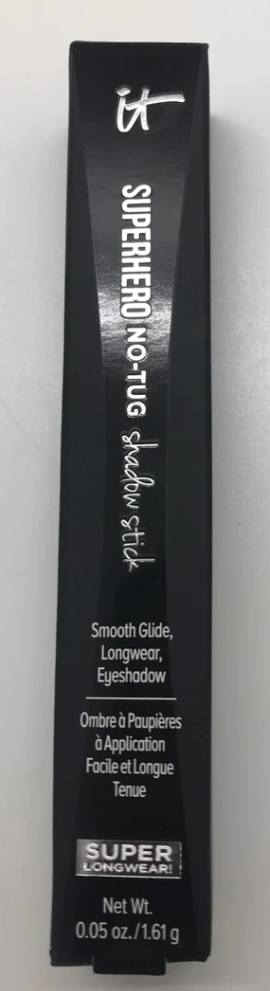 it
SUPERHERO NO-TUG shadow stick
Smooth Glide,
Longwear,
Eyeshadow
Ombre à Paupières
à Application
Facile et Longue
Tenue
SUPER
LONGWEAR!
Net Wt.
0.05 oz./1.61 g